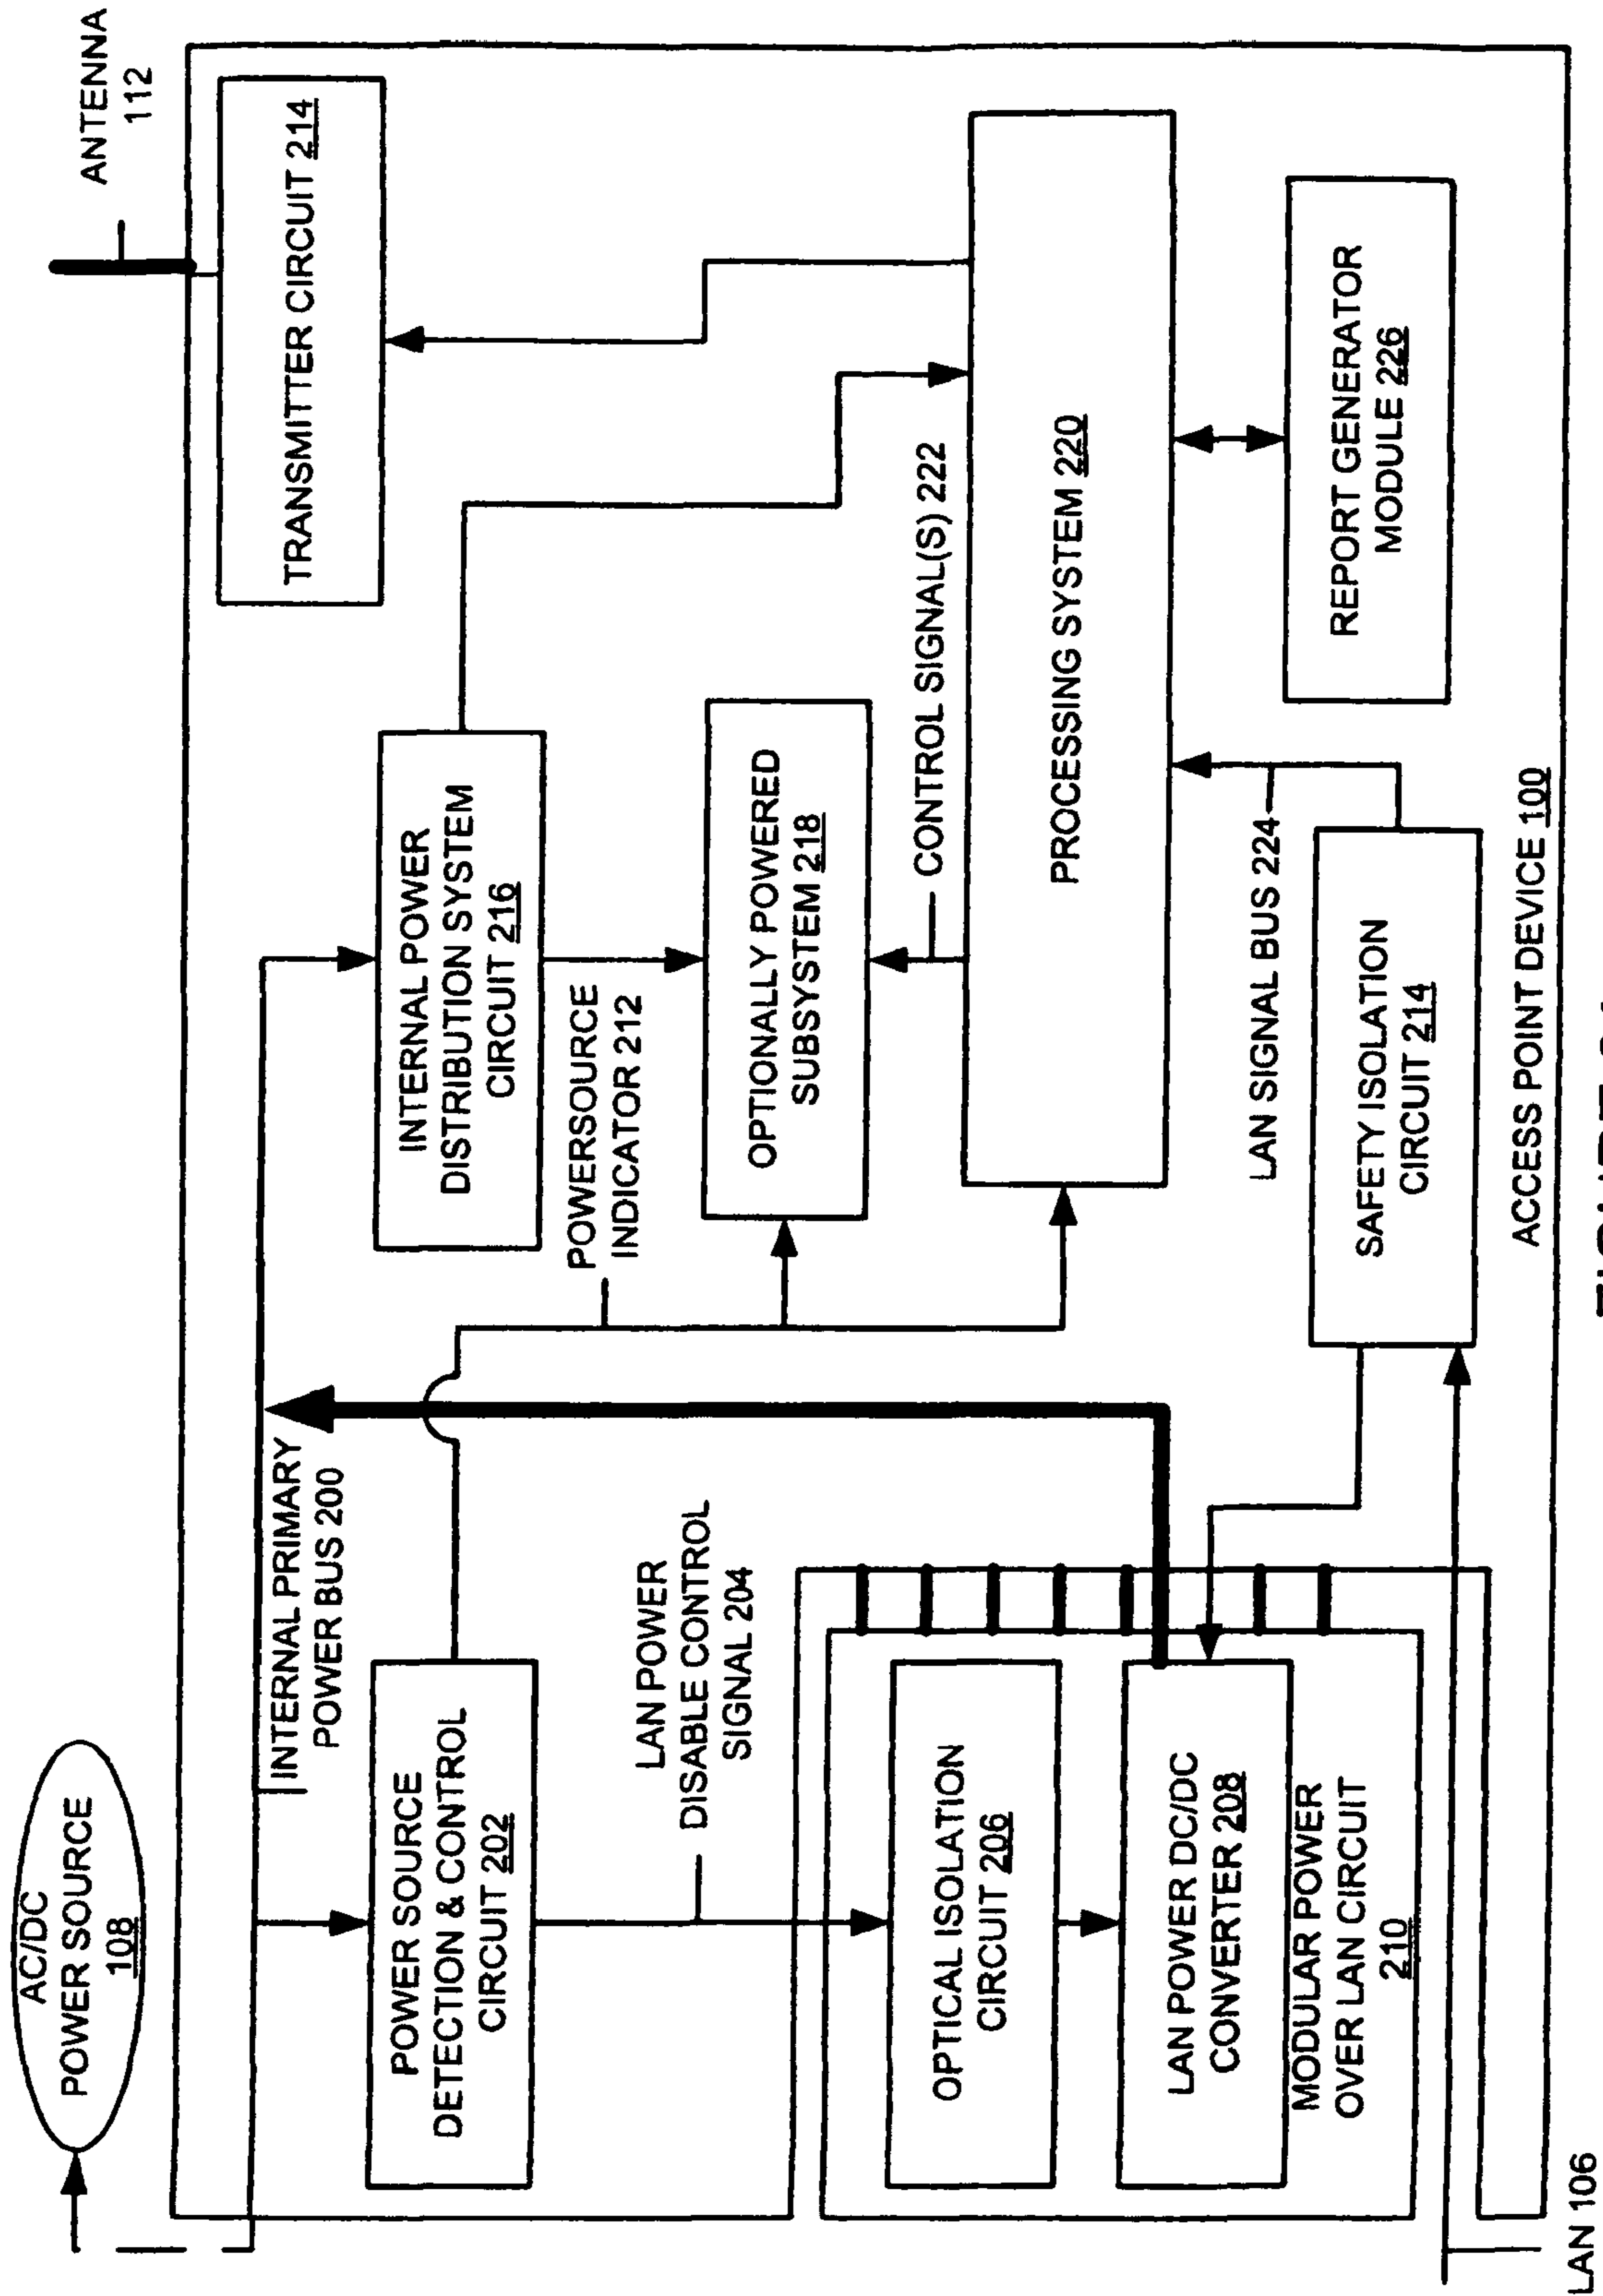 ANTENNA
112
AC/DC
POWER SOURCE
108
TRANSMITTER CIRCUIT 214
INTERNAL PRIMARY
POWER BUS 200
INTERNAL POWER
DISTRIBUTION SYSTEM
CIRCUIT 216
POWER SOURCE
DETECTION & CONTROL
CIRCUIT 202
POWERSOURCE
INDICATOR 212
LAN POWER
DISABLE CONTROL
SIGNAL 204
OPTIONALLY POWERED
SUBSYSTEM 218
CONTROL SIGNAL(S) 222
OPTICAL ISOLATION
CIRCUIT 206
PROCESSING SYSTEM 220
LAN POWER DC/DC
CONVERTER 208
MODULAR POWER
OVER LAN CIRCUIT
210
LAN SIGNAL BUS 224
REPORT GENERATOR
MODULE 226
SAFETY ISOLATION
CIRCUIT 214
ACCESS POINT DEVICE 100
LAN 106